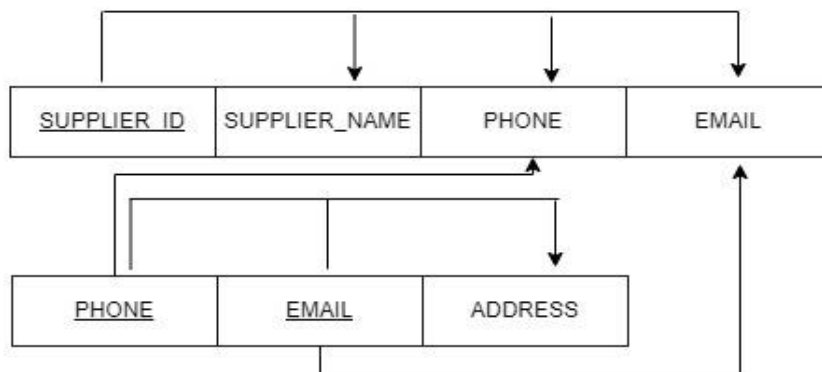 SUPPLIER_ID SUPPLIER_NAME PHONE EMAIL
PHONE EMAIL ADDRESS